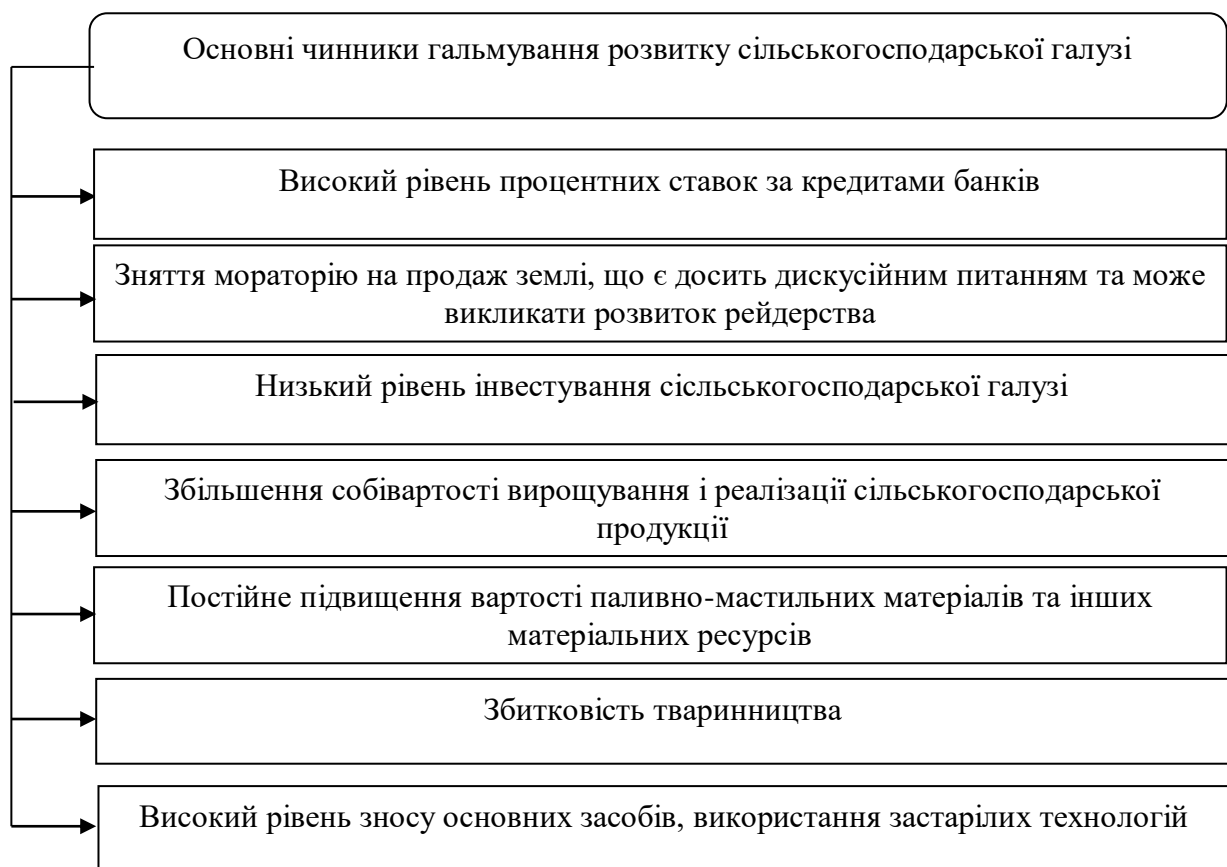 Основні чинники гальмування розвитку сільськогосподарської галузі
Високий рівень процентних ставок за кредитами банків
Зняття мораторію на продаж землі, що є досить дискусійним питанням та може
викликати розвиток рейдерства
Низький рівень інвестування сісльськогосподарської галузі
Збільшення собівартості вирощування і реалізації сільськогосподарської
продукції
Постійне підвищення вартості паливно-мастильних матеріалів та інших
матеріальних ресурсів
Збитковість тваринництва
Високий рівень зносу основних засобів, використання застарілих технологій